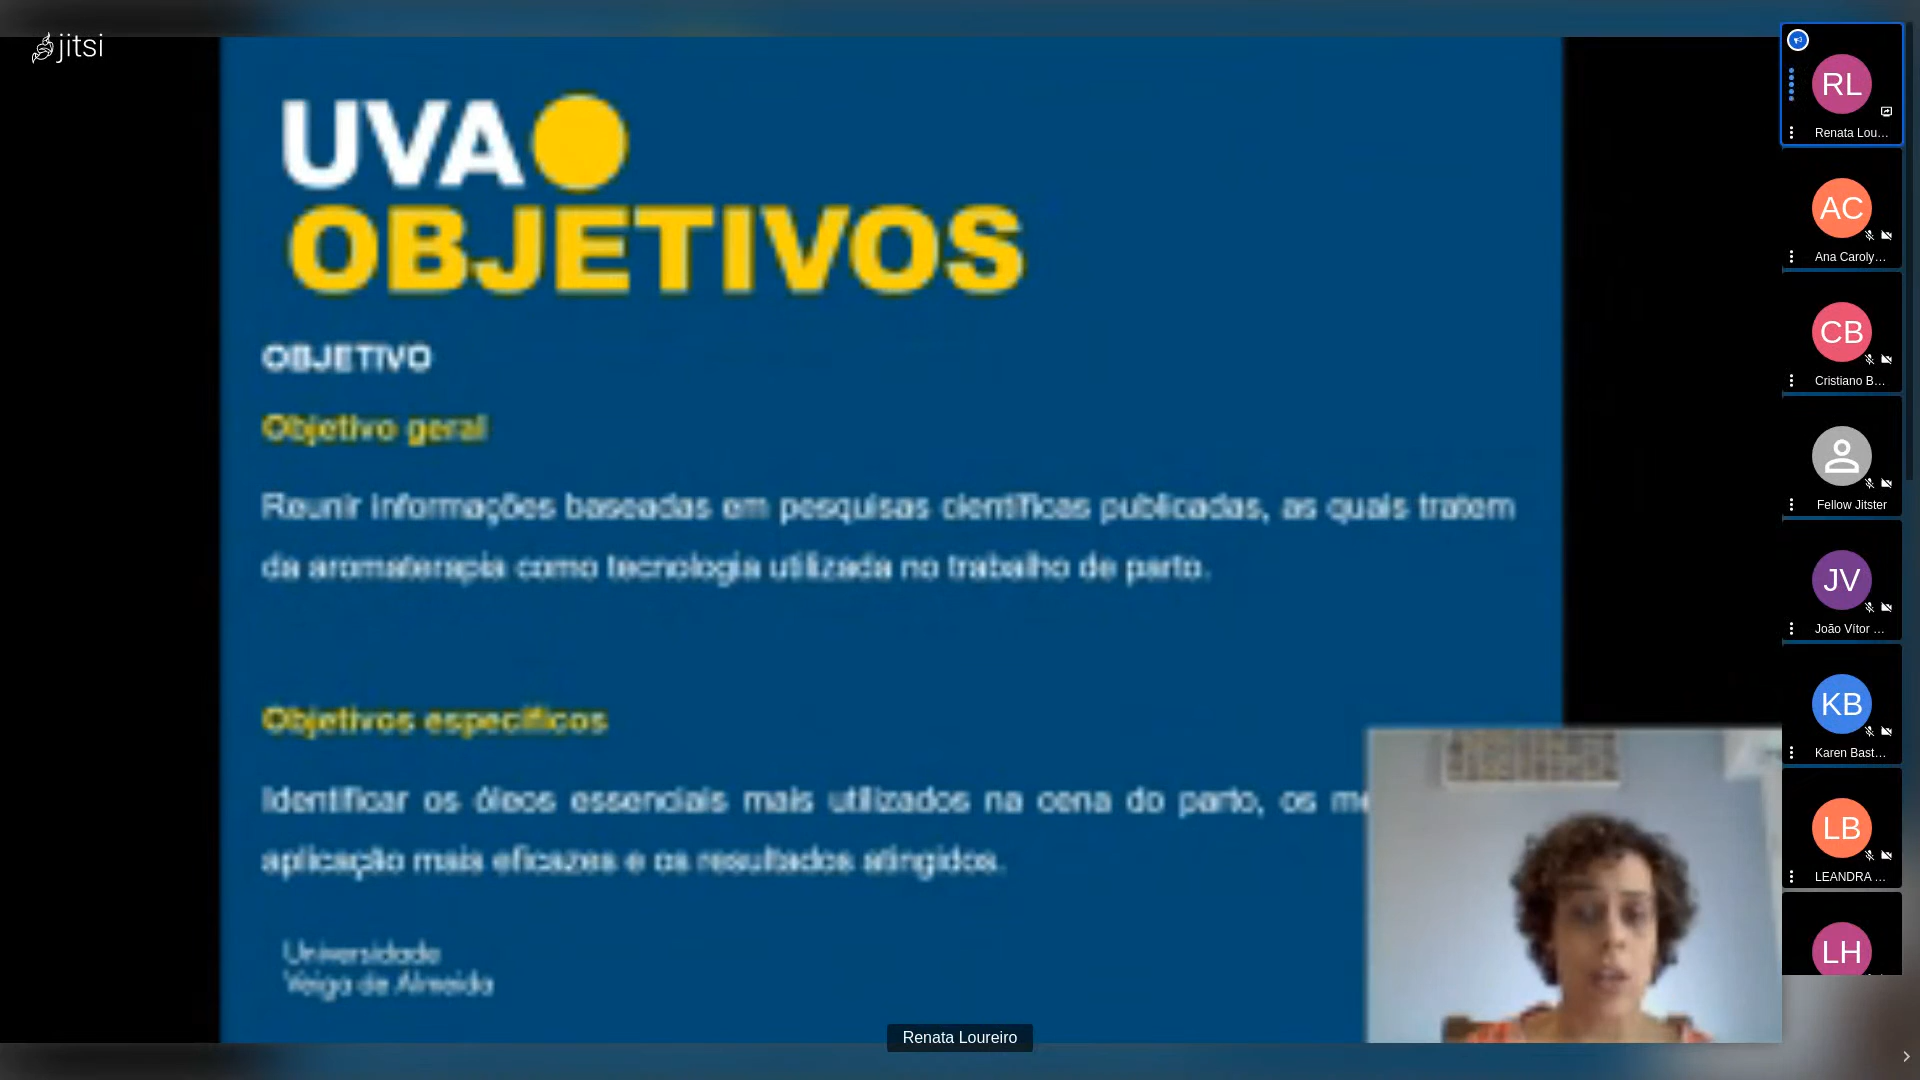 jitsi
UVA
OBJETIVOS
OBJETIVO
Objetivo geral
Reunir informações baseadas em pesquisas científicas publicadas, as quais tratem
da aromaterapia como tecnologia utilizada no trabalho de parto.
Objetivos específicos
Identificar os óleos essenciais mais utilizados na cena do parto, os
aplicação mais eficazes e os resultados atingidos.
Universidade
Veiga de Almeida
Renata Loureiro
RL
Renata Lou...
AC
Ana Caroly...
CB
Cristiano B...
Fellow Jitster
JV
João Vítor ...
KB
Karen Bast...
LB
LEANDRA ...
LH